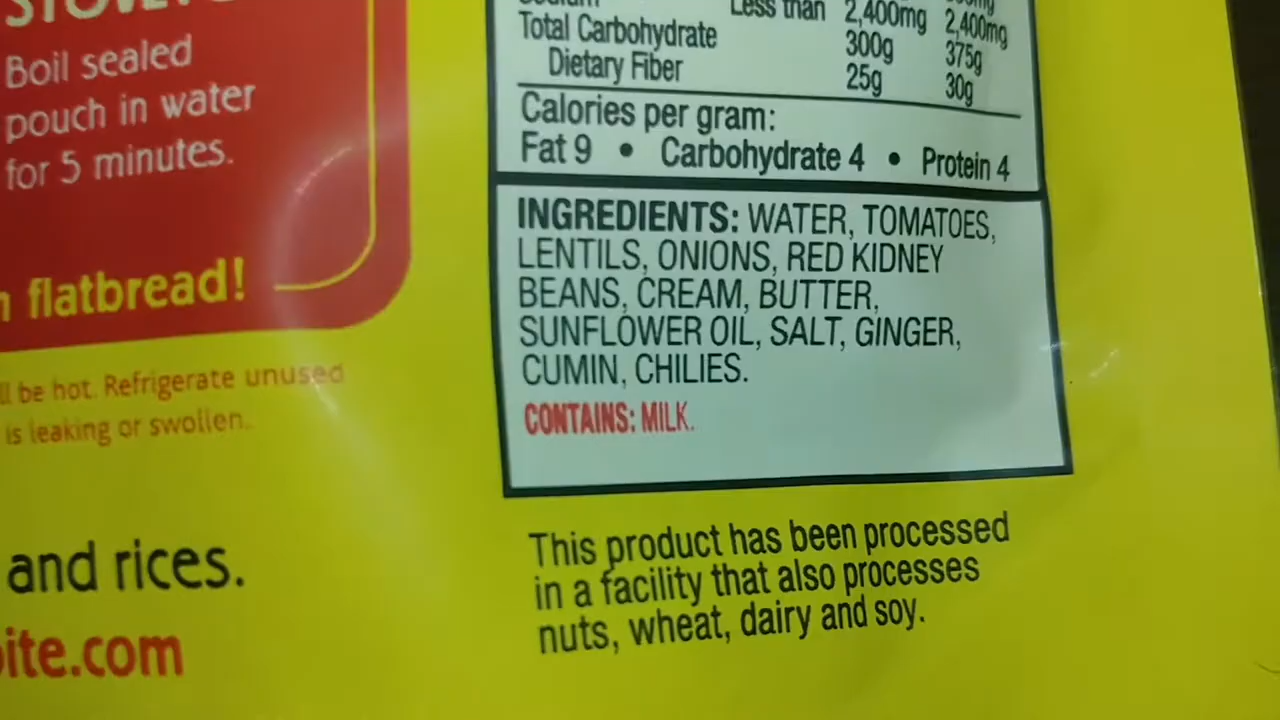 Boil sealed
pouch in water
for 5 minutes.
flatbread!
be hot. Refrigerate unused
is leaking or swollen.
and rices.
ite.com
Less than 2,400mg 2,400mg
Total Carbohydrate 300g 375g
Dietary Fiber 25g 30g
Calories per gram:
Fat 9 • Carbohydrate 4 • Protein 4
INGREDIENTS: WATER, TOMATOES,
LENTILS, ONIONS, RED KIDNEY
BEANS, CREAM, BUTTER,
SUNFLOWER OIL, SALT, GINGER,
CUMIN, CHILIES.
CONTAINS: MILK.
This product has been processed
in a facility that also processes
nuts, wheat, dairy and soy.